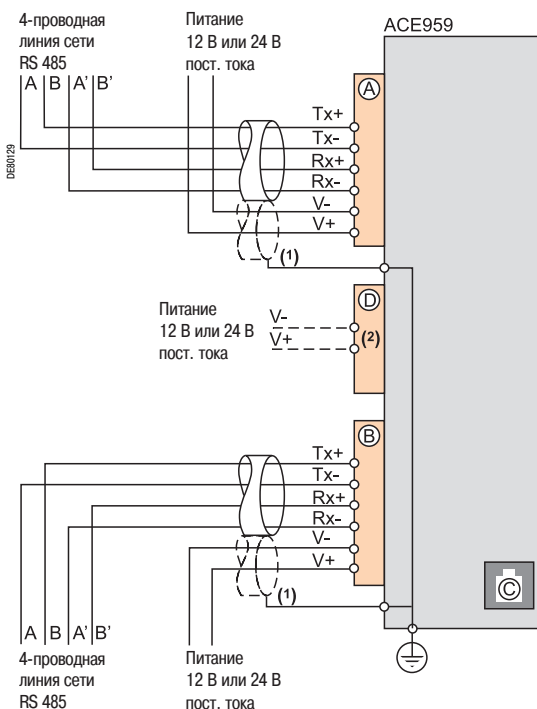 4-проводная
линия сети
RS 485
Питание
12 В или 24 В
пост. тока
ACE959
A B A' B'
DE80129
A
Tx+
Tx-
Rx+
Rx-
V-
V+
(1)
D
Питание
12 В или 24 В
пост. тока
V-
V+
(2)
B
Tx+
Tx-
Rx+
Rx-
V-
V+
(1)
C
A B A' B'
4-проводная
линия сети
RS 485
Питание
12 В или 24 В
пост. тока